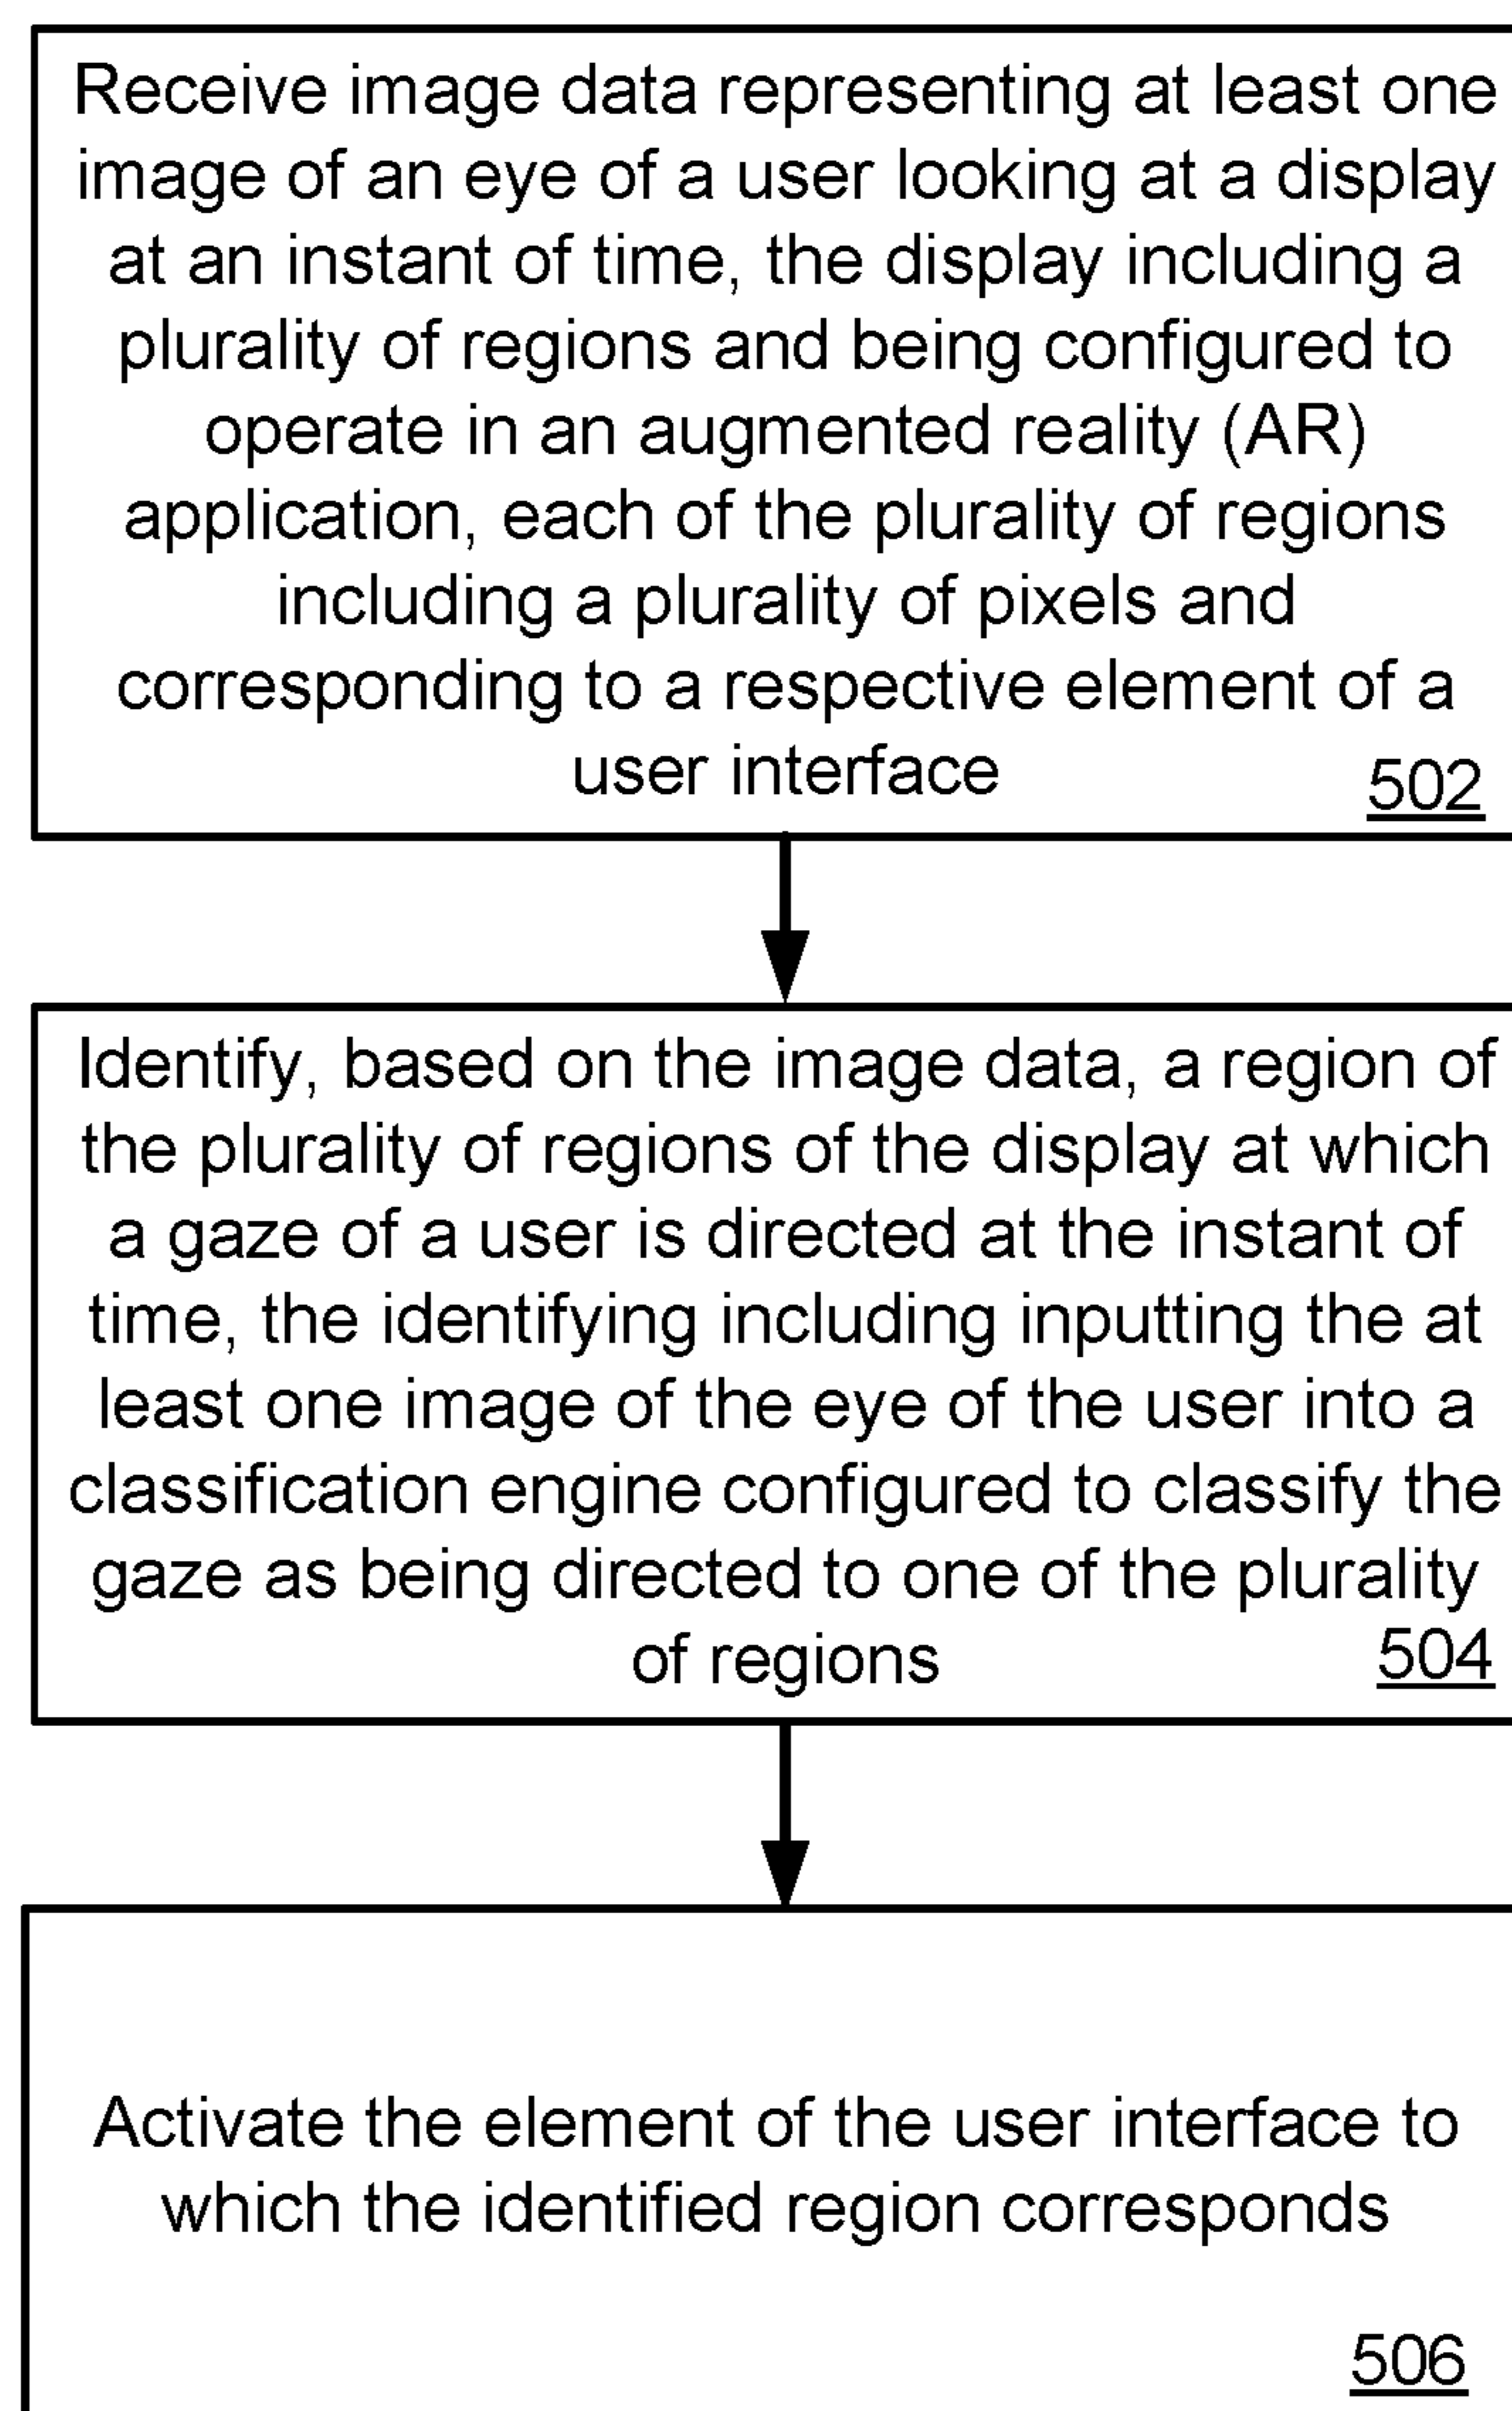 Receive image data representing at least one
image of an eye of a user looking at a display
at an instant of time, the display including a
plurality of regions and being configured to
operate in an augmented reality (AR)
application, each of the plurality of regions
including a plurality of pixels and
corresponding to a respective element of a
user interface
502
Identify, based on the image data, a region of
the plurality of regions of the display at which
a gaze of a user is directed at the instant of
time, the identifying including inputting the at
least one image of the eye of the user into a
classification engine configured to classify the
gaze as being directed to one of the plurality
of regions
504
Activate the element of the user interface to
which the identified region corresponds
506